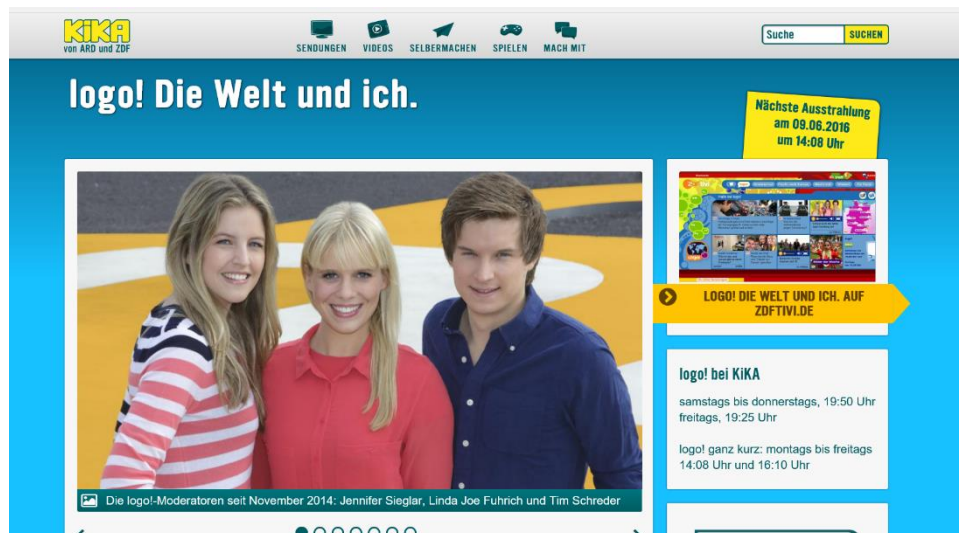 KiKA
von ARD und ZDF
SENDUNGEN
VIDEOS
SELBERMACHEN
SPIELEN
MACH MIT
Suche
SUCHEN
logo! Die Welt und ich.
Nächste Ausstrahlung
am 09.06.2016
um 14:08 Uhr
Die logo!-Moderatoren seit November 2014: Jennifer Sieglar, Linda Joe Fuhrich und Tim Schreder
LOGO! DIE WELT UND ICH. AUF
ZDFTIVI.DE
logo! bei KiKA
samstags bis donnerstags, 19:50 Uhr
freitags, 19:25 Uhr
logo! ganz kurz: montags bis freitags
14:08 Uhr und 16:10 Uhr